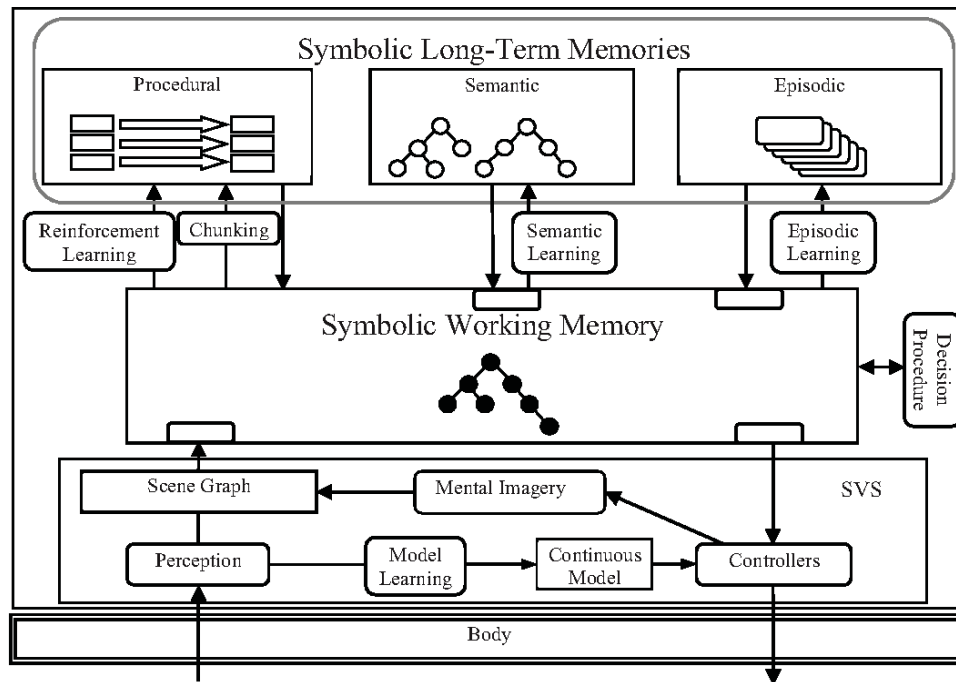 Symbolic Long-Term Memories
Procedural
Semantic
Episodic
Reinforcement
Learning
Chunking
Semantic
Learning
Episodic
Learning
Symbolic Working Memory
Decision
Procedure
Scene Graph
Mental Imagery
SVS
Perception
Model
Learning
Continuous
Model
Controllers
Body